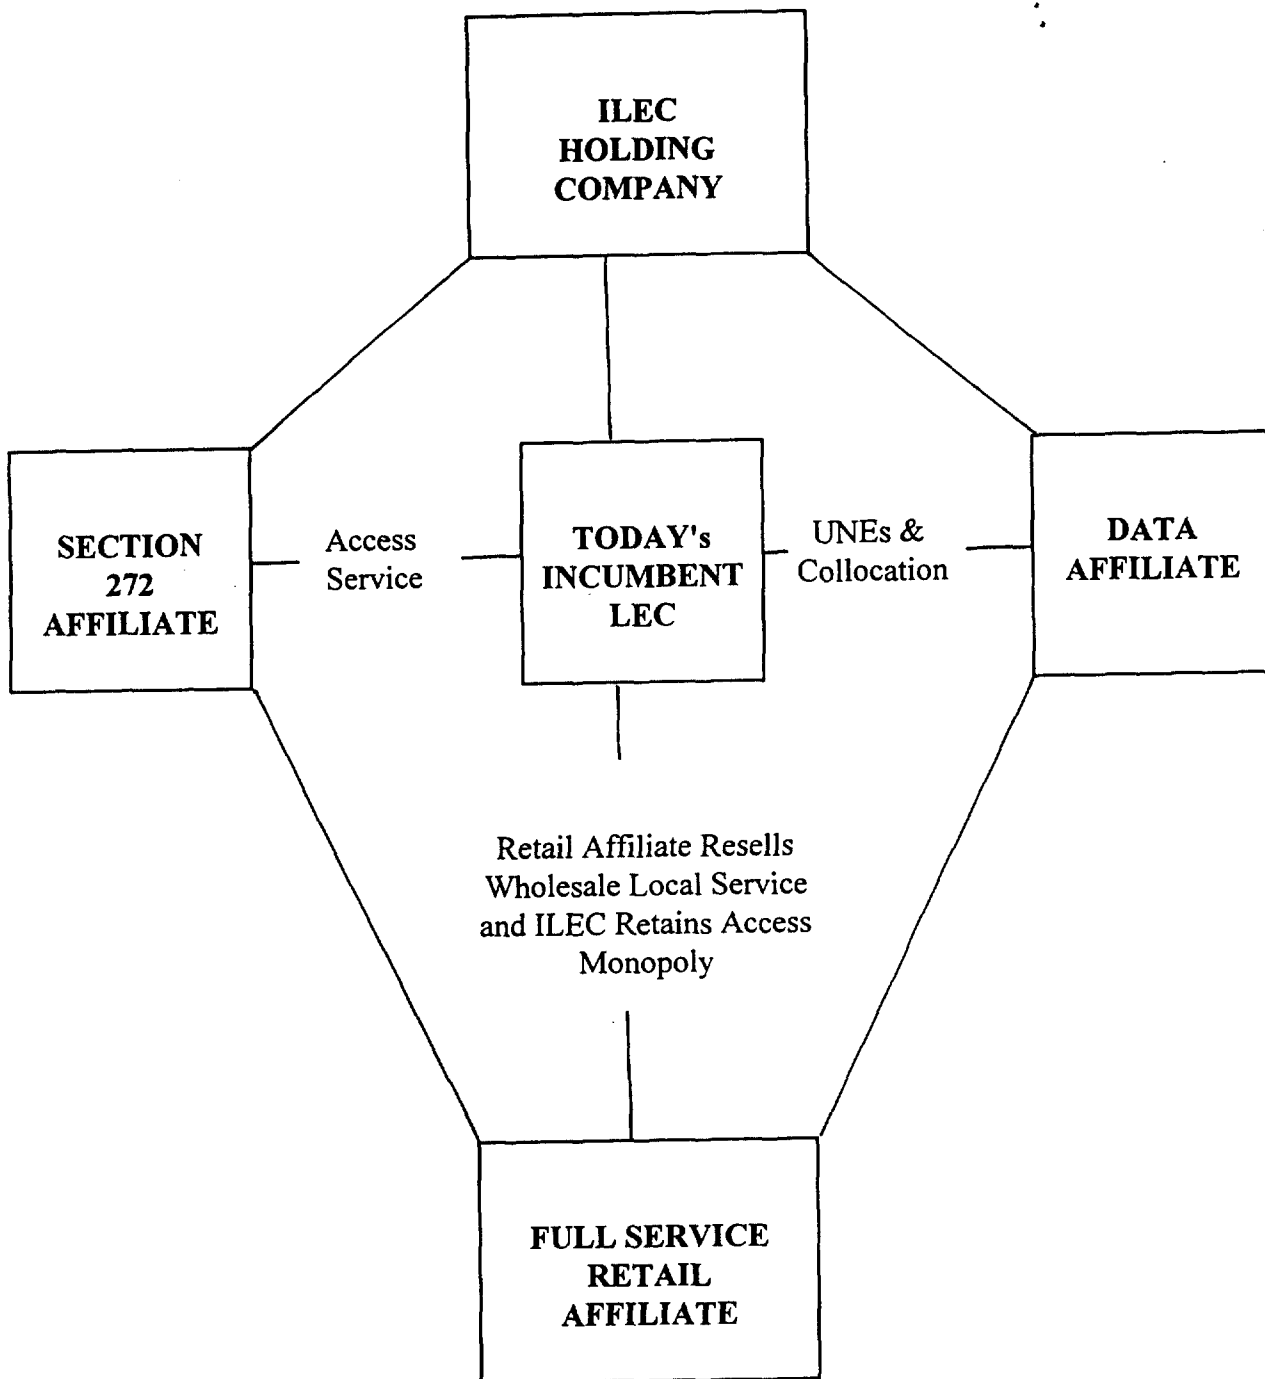 ILEC
HOLDING
COMPANY
SECTION
272
AFFILIATE
Access
Service
TODAY's
INCUMBENT
LEC
UNEs &
Collocation
DATA
AFFILIATE
Retail Affiliate Resells
Wholesale Local Service
and ILEC Retains Access
Monopoly
FULL SERVICE
RETAIL
AFFILIATE